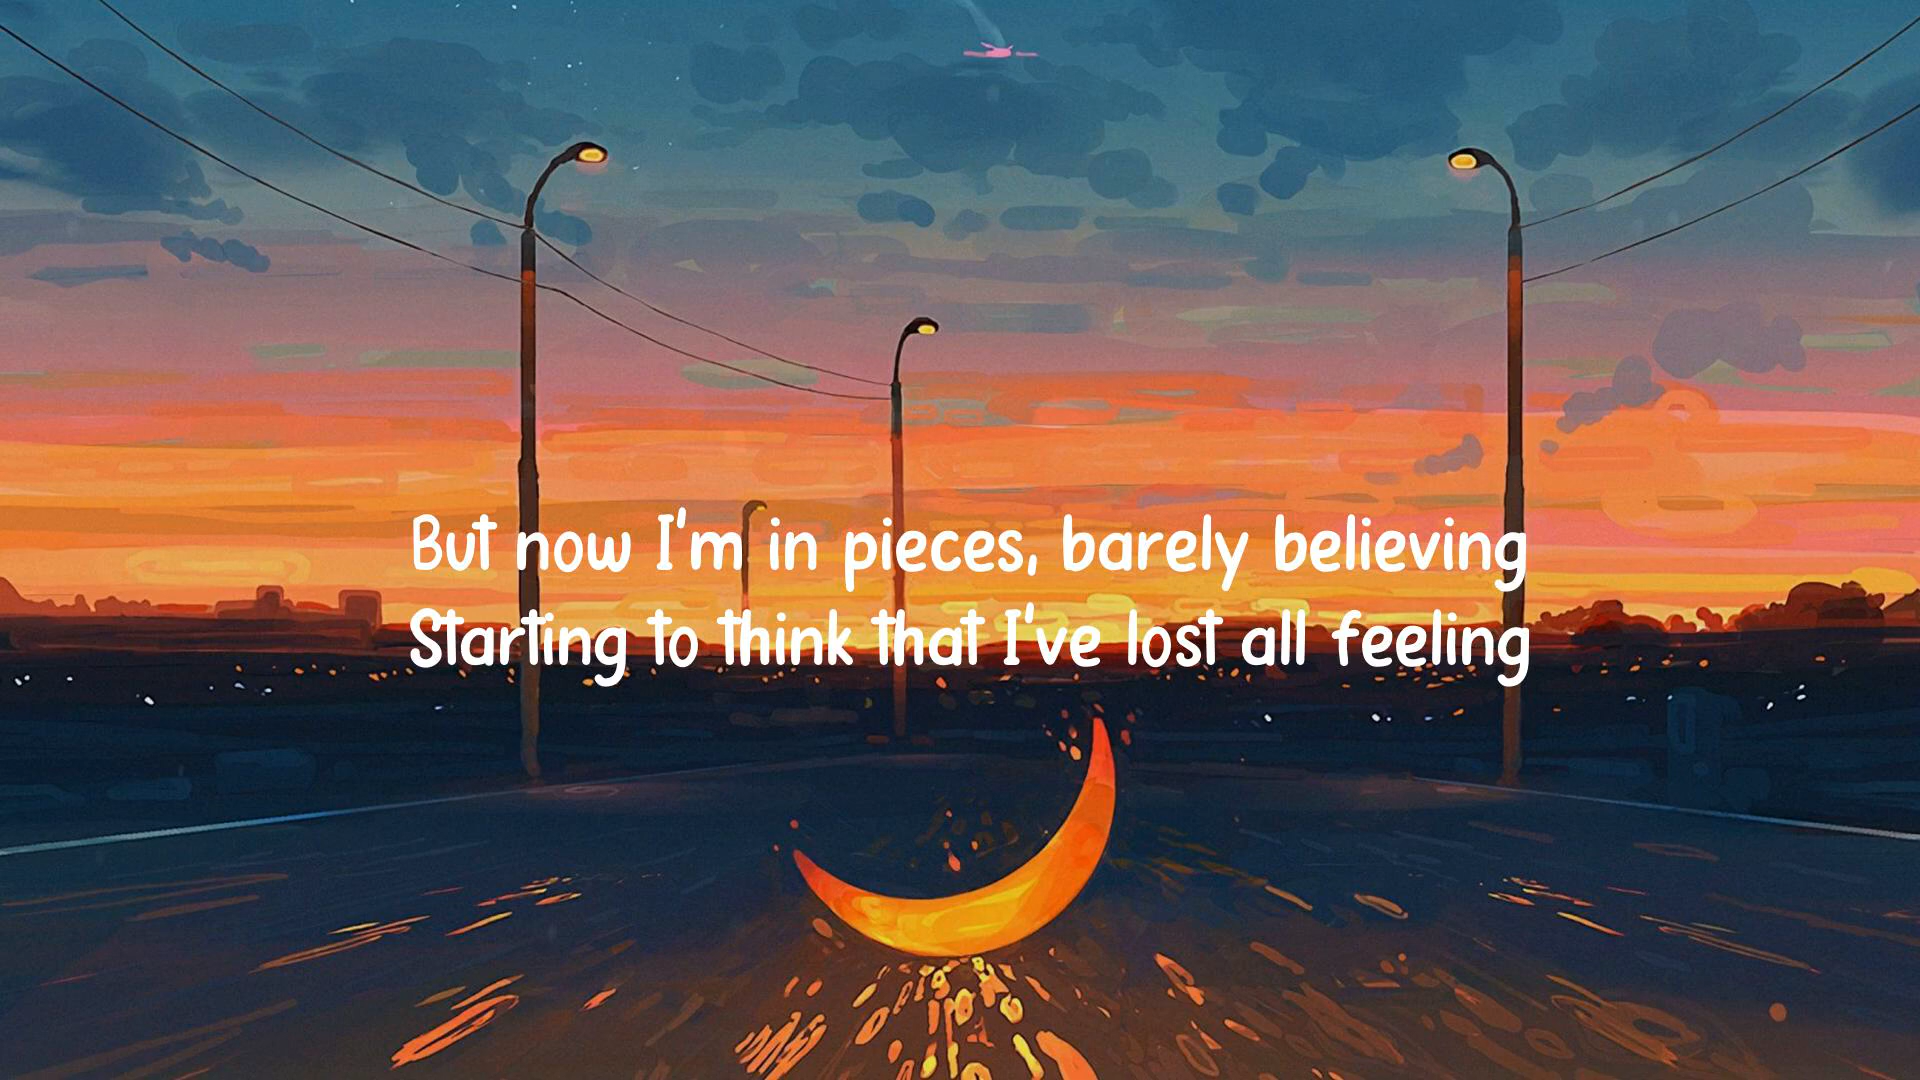 But now I'm in pieces, barely believing
Starting to think that I've lost all feeling